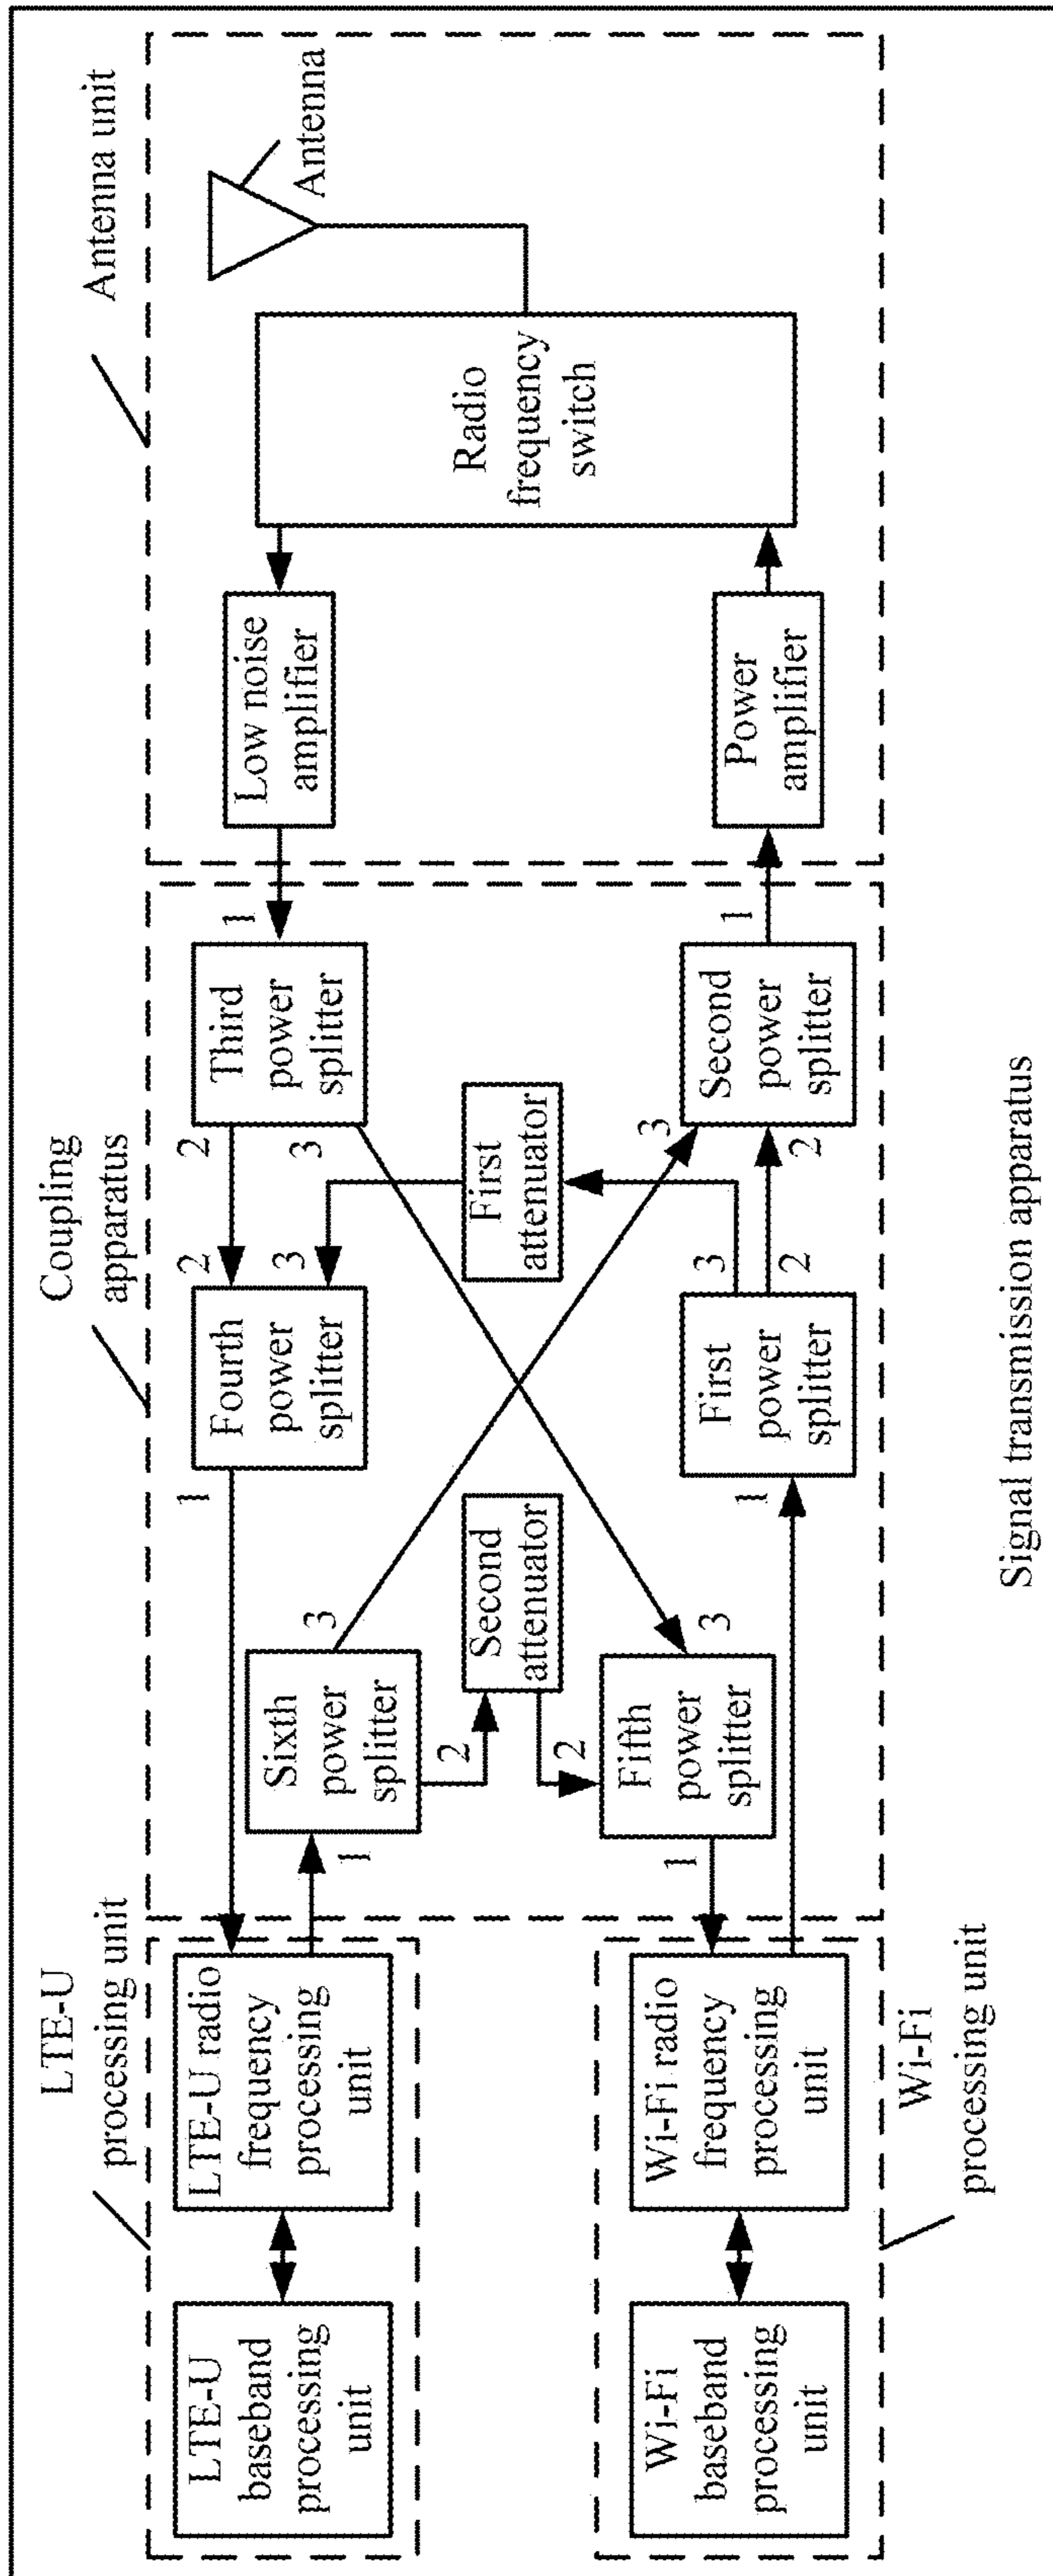 LTE-U
processing unit
Coupling
apparatus
Antenna unit
LTE-U
baseband
processing
unit
LTE-U radio
frequency
processing
unit
1
1
Sixth
power
splitter
3
2
Second
attenuator
2
Fourth
power
splitter
2
3
2
3
Third
power
splitter
1
Low noise
amplifier
Antenna
Radio
frequency
switch
First
attenuator
Wi-Fi
baseband
processing
unit
Wi-Fi radio
frequency
processing
unit
1
Fifth
power
splitter
3
1
First
power
splitter
3
2
3
2
Second
power
splitter
1
Power
amplifier
Wi-Fi
processing unit
Signal transmission apparatus